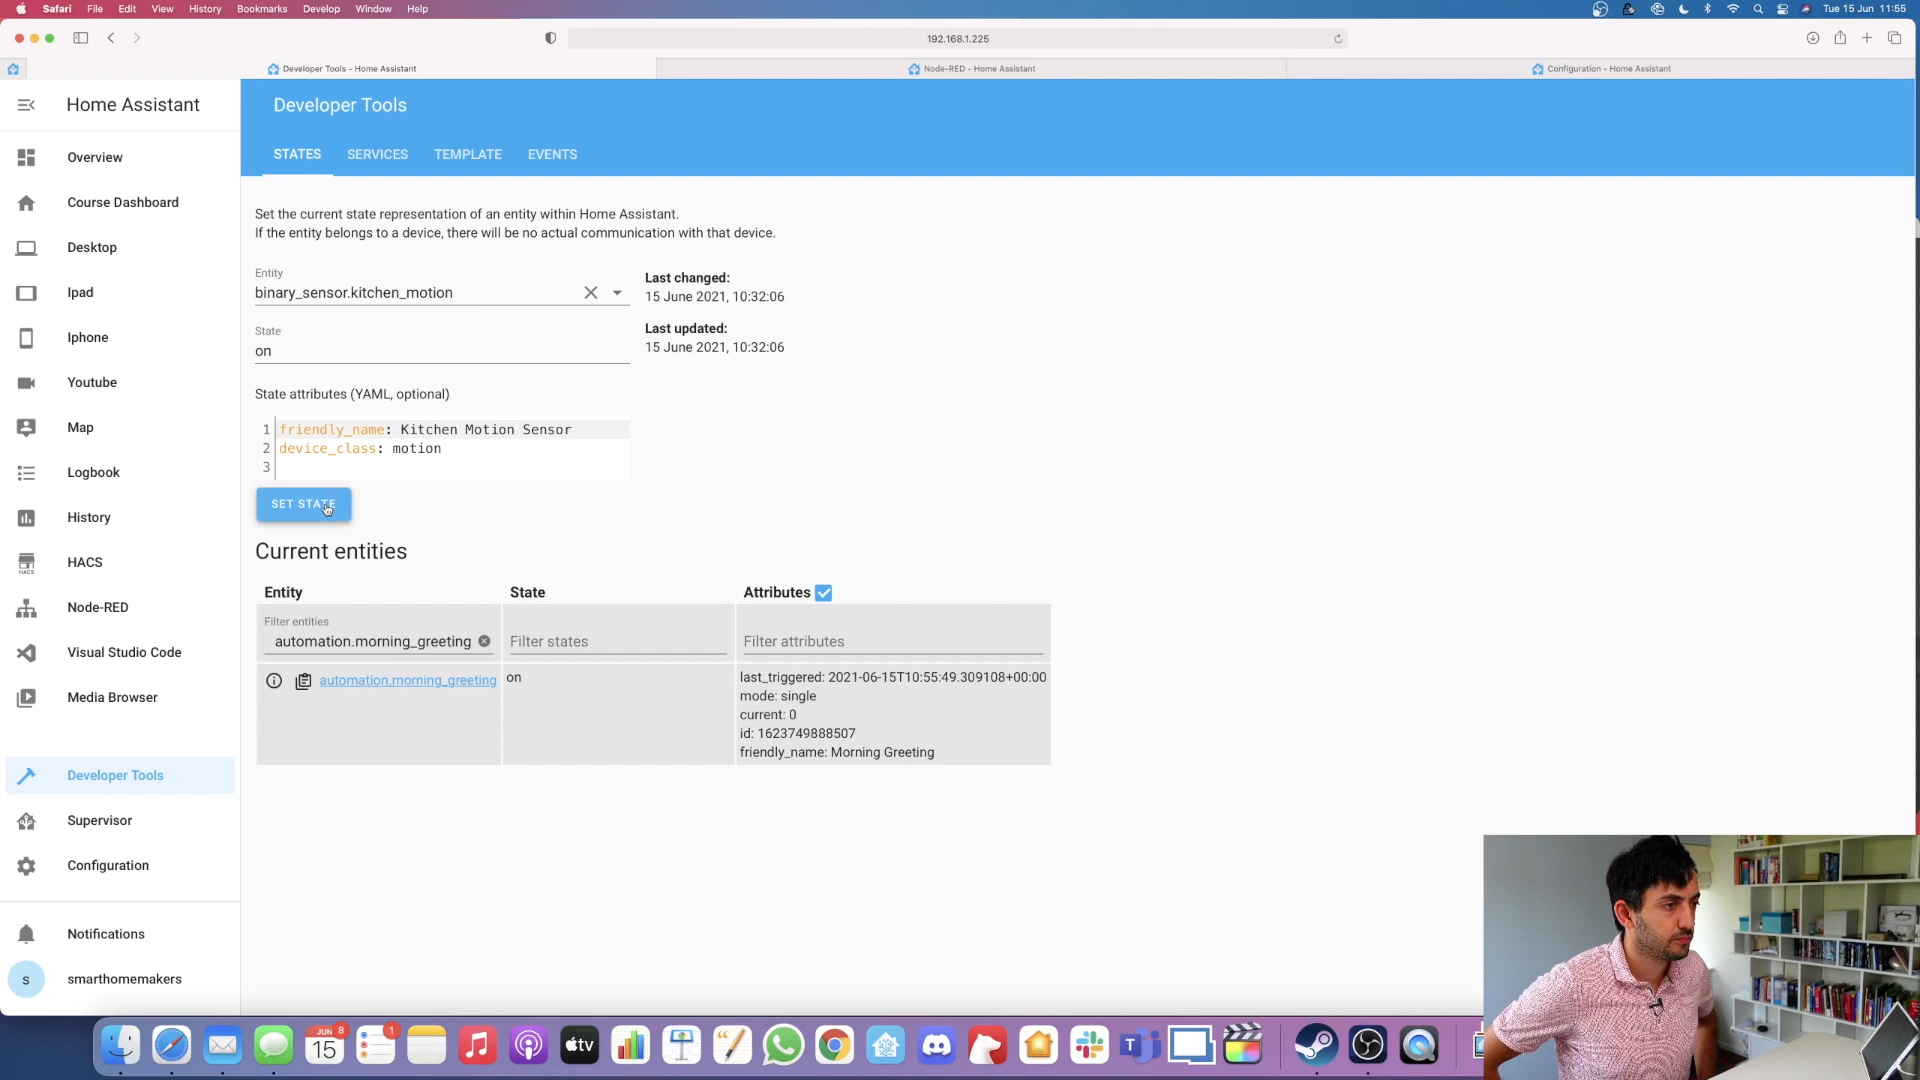 Safari File Edit View History Bookmarks Develop Window Help
Tue 15 Jun 11:55
192.168.1.225
Developer Tools - Home Assistant
Node-RED - Home Assistant
Configuration - Home Assistant
Home Assistant
Developer Tools
STATES SERVICES TEMPLATE EVENTS
Overview
Course Dashboard
Desktop
Ipad
Iphone
Youtube
Map
Logbook
History
HACS
HACS
Node-RED
Visual Studio Code
Media Browser
Developer Tools
Supervisor
Configuration
Notifications
s smarthomemakers
Set the current state representation of an entity within Home Assistant.
If the entity belongs to a device, there will be no actual communication with that device.
Entity
binary_sensor.kitchen_motion
Last changed:
15 June 2021, 10:32:06
State
on
Last updated:
15 June 2021, 10:32:06
State attributes (YAML, optional)
1 friendly_name: Kitchen Motion Sensor
2 device_class: motion
3
SET STATE
Current entities
Entity State Attributes
Filter entities
automation.morning_greeting Filter states Filter attributes
automation.morning_greeting on last_triggered: 2021-06-15T10:55:49.309108+00:00
mode: single
current: 0
id: 1623749888507
friendly_name: Morning Greeting
JUN 8 1
15
tv